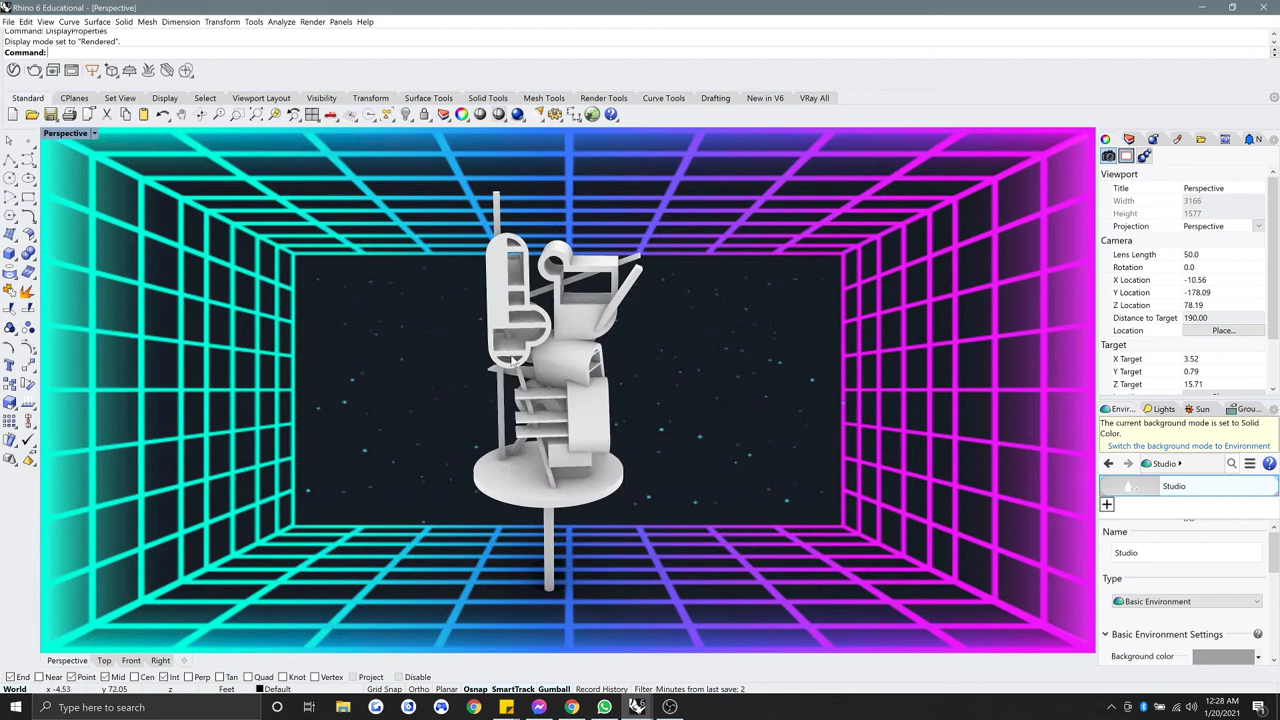 Rhino 6 Educational - [Perspective]
File Edit View Curve Surface Solid Mesh Dimension Transform Tools Analyze Render Panels Help
Command: DisplayProperties
Display mode set to "Rendered".
Command:
Standard CPlanes Set View Display Select Viewport Layout Visibility Transform Surface Tools Solid Tools Mesh Tools Render Tools Curve Tools Drafting New in V6 VRay All
Perspective
Viewport
Title Perspective
Width 3166
Height 1577
Projection Perspective
Camera
Lens Length 50.0
Rotation 0.0
X Location -10.56
Y Location -178.09
Z Location 78.19
Distance to Target 190.00
Location Place...
Target
X Target 3.52
Y Target 0.79
Z Target 15.71
Envir... Lights Sun Grou...
The current background mode is set to Solid
Color.
Switch the background mode to Environment
Studio
Studio
Name
Studio
Type
Basic Environment
Basic Environment Settings
Background color
Perspective Top Front Right
End Near Point Mid Cen Int Perp Tan Quad Knot Vertex Project Disable
World x -4.53 y 72.05 z Feet Default Grid Snap Ortho Planar Osnap SmartTrack Gumball Record History Filter Minutes from last save: 2
Type here to search
12:28 AM
1/20/2021